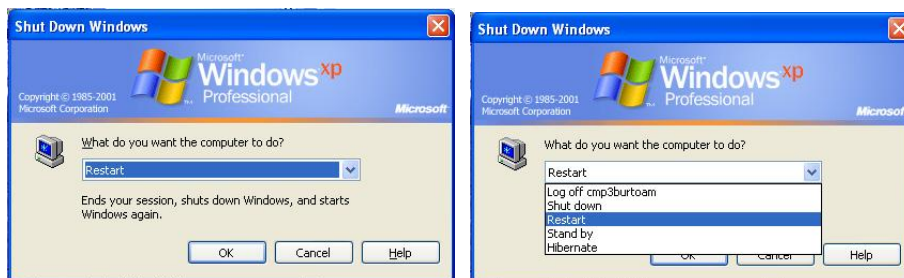 Shut Down Windows
Microsoft
Windows xp
Professional
Copyright © 1985-2001
Microsoft Corporation
Microsoft
What do you want the computer to do?
Restart
Ends your session, shuts down Windows, and starts
Windows again.
OK
Cancel
Help
Shut Down Windows
Microsoft
Windows xp
Professional
Copyright © 1985-2001
Microsoft Corporation
Microsof
What do you want the computer to do?
Restart
Log off cmp3burtoam
Shut down
Restart
Stand by
Hibernate
OK
Cancel
Help